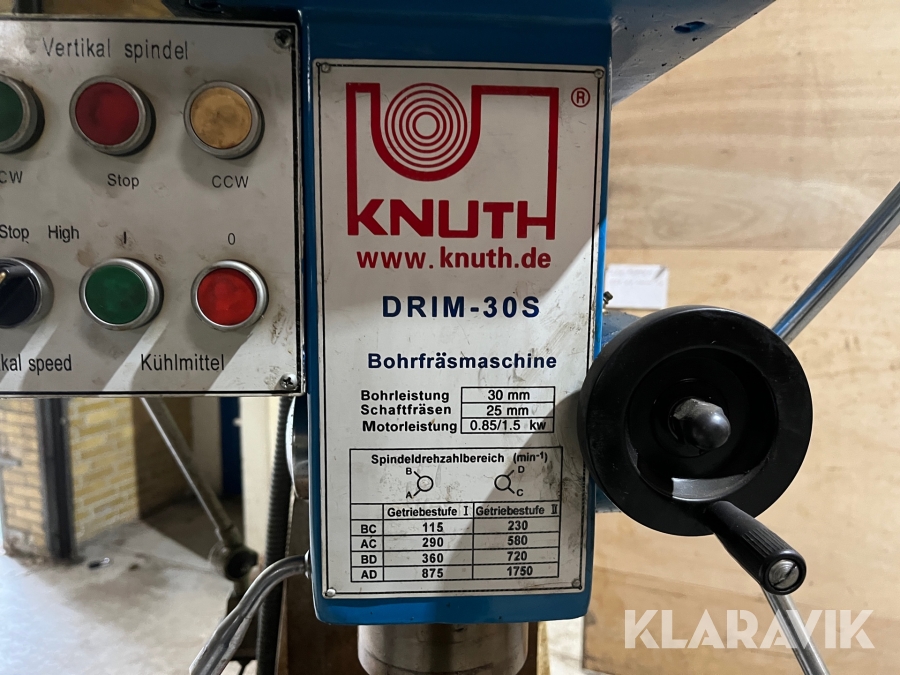 Vertikal spindel
CW Stop CCW
Stop High I 0
kal speed Kühlmittel
®
KNUTH
www.knuth.de
DRIM-30S
Bohrfräsmaschine
Bohrleistung 30 mm
Schaftfräsen 25 mm
Motorleistung 0.85/1.5 kw
Spindeldrehzahlbereich (min-1)
B D
A C
Getriebestufe I Getriebestufe II
BC 115 230
AC 290 580
BD 360 720
AD 875 1750
KLARAVIK